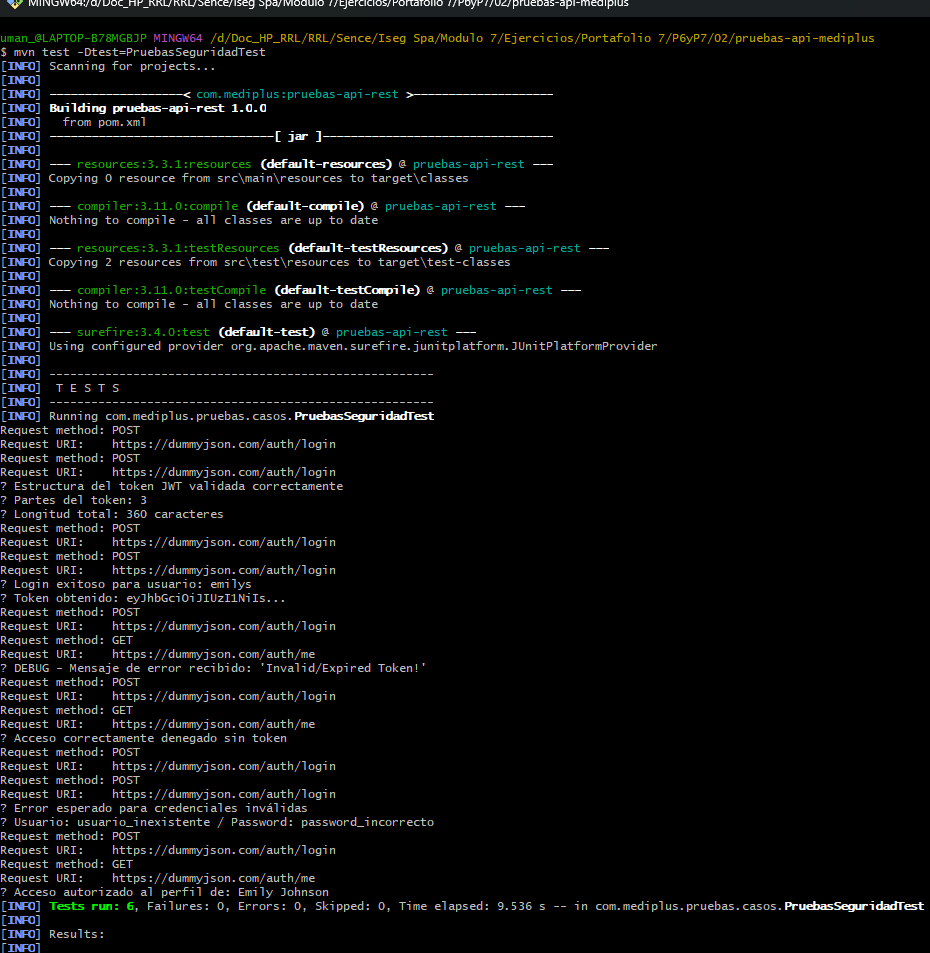 MINGW64:/d/Doc_HP_RRL/RRL/Sence/Iseg Spa/Modulo 7/Ejercicios/Portafolio 7/P6yP7/02/pruebas-api-mediplus
uman_@LAPTOP-B78MGBJP MINGW64 /d/Doc_HP_RRL/RRL/Sence/Iseg Spa/Modulo 7/Ejercicios/Portafolio 7/P6yP7/02/pruebas-api-mediplus
$ mvn test -Dtest=PruebasSeguridadTest
[INFO] Scanning for projects...
[INFO]
[INFO] -------------------< com.mediplus:pruebas-api-rest >--------------------
[INFO] Building pruebas-api-rest 1.0.0
[INFO]   from pom.xml
[INFO] --------------------------------[ jar ]---------------------------------
[INFO]
[INFO] --- resources:3.3.1:resources (default-resources) @ pruebas-api-rest ---
[INFO] Copying 0 resource from src\main\resources to target\classes
[INFO]
[INFO] --- compiler:3.11.0:compile (default-compile) @ pruebas-api-rest ---
[INFO] Nothing to compile - all classes are up to date
[INFO]
[INFO] --- resources:3.3.1:testResources (default-testResources) @ pruebas-api-rest ---
[INFO] Copying 2 resources from src\test\resources to target\test-classes
[INFO]
[INFO] --- compiler:3.11.0:testCompile (default-testCompile) @ pruebas-api-rest ---
[INFO] Nothing to compile - all classes are up to date
[INFO]
[INFO] --- surefire:3.4.0:test (default-test) @ pruebas-api-rest ---
[INFO] Using configured provider org.apache.maven.surefire.junitplatform.JUnitPlatformProvider
[INFO]
[INFO] -------------------------------------------------------
[INFO]  T E S T S
[INFO] -------------------------------------------------------
[INFO] Running com.mediplus.pruebas.casos.PruebasSeguridadTest
Request method: POST
Request URI:    https://dummyjson.com/auth/login
Request method: POST
Request URI:    https://dummyjson.com/auth/login
? Estructura del token JWT validada correctamente
? Partes del token: 3
? Longitud total: 360 caracteres
Request method: POST
Request URI:    https://dummyjson.com/auth/login
Request method: POST
Request URI:    https://dummyjson.com/auth/login
? Login exitoso para usuario: emilys
? Token obtenido: eyJhbGciOiJIUzI1NiIs...
Request method: POST
Request URI:    https://dummyjson.com/auth/login
Request method: GET
Request URI:    https://dummyjson.com/auth/me
? DEBUG - Mensaje de error recibido: 'Invalid/Expired Token!'
Request method: POST
Request URI:    https://dummyjson.com/auth/login
Request method: GET
Request URI:    https://dummyjson.com/auth/me
? Acceso correctamente denegado sin token
Request method: POST
Request URI:    https://dummyjson.com/auth/login
Request method: POST
Request URI:    https://dummyjson.com/auth/login
? Error esperado para credenciales inválidas
? Usuario: usuario_inexistente / Password: password_incorrecto
Request method: POST
Request URI:    https://dummyjson.com/auth/login
Request method: GET
Request URI:    https://dummyjson.com/auth/me
? Acceso autorizado al perfil de: Emily Johnson
[INFO] Tests run: 6, Failures: 0, Errors: 0, Skipped: 0, Time elapsed: 9.536 s -- in com.mediplus.pruebas.casos.PruebasSeguridadTest
[INFO]
[INFO] Results:
[INFO]